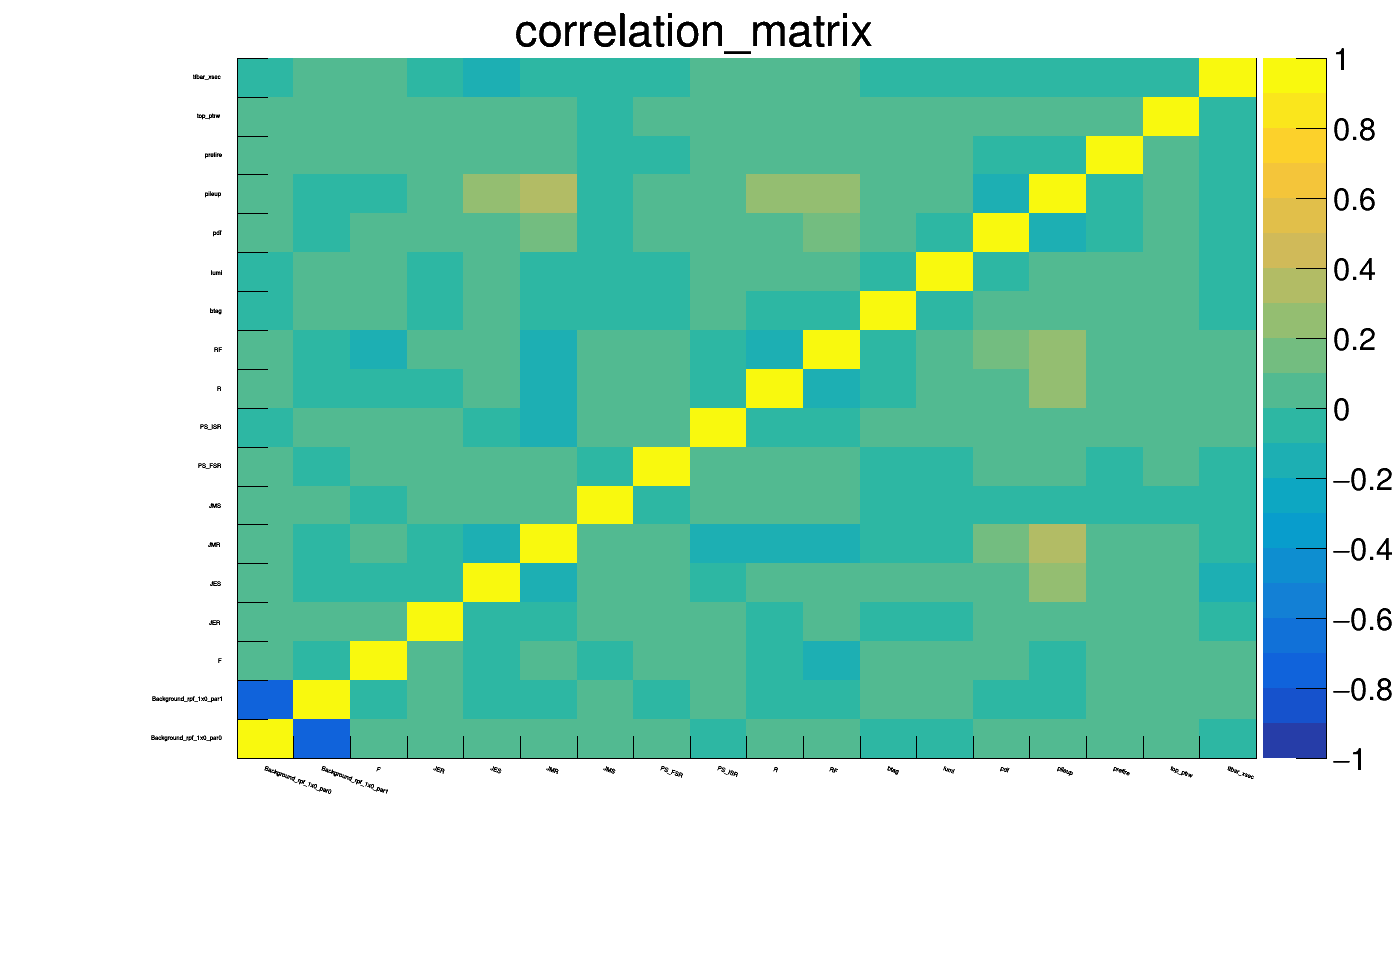 correlation_matrix
ttbar_xsec
top_ptrw
prefire
pileup
pdf
lumi
btag
RF
R
PS_ISR
PS_FSR
JMS
JMR
JES
JER
F
Background_rpf_1x0_par1
Background_rpf_1x0_par0
Background_rpf_1x0_par0
Background_rpf_1x0_par1
F
JER
JES
JMR
JMS
PS_FSR
PS_ISR
R
RF
btag
lumi
pdf
pileup
prefire
top_ptrw
ttbar_xsec
1
0.8
0.6
0.4
0.2
0
−0.2
−0.4
−0.6
−0.8
−1